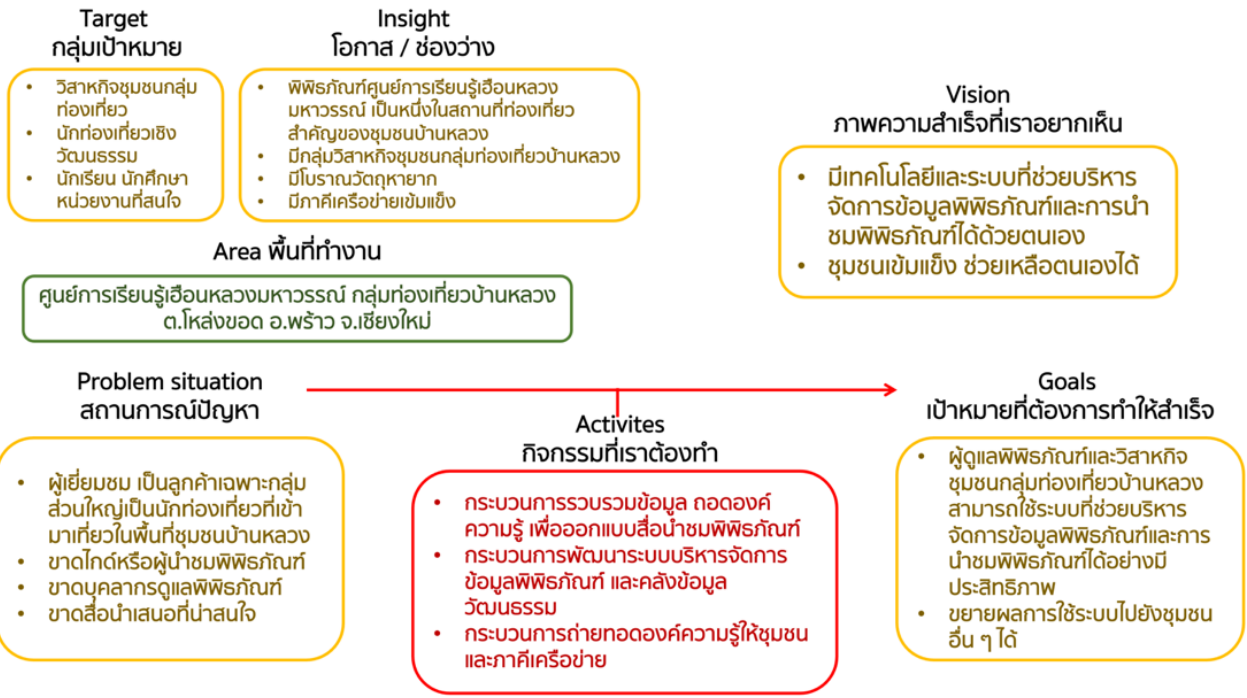 Target
กลุ่มเป้าหมาย
• วิสาหกิจชุมชนกลุ่ม
ท่องเที่ยว
• นักท่องเที่ยวเชิง
วัฒนธรรม
• นักเรียน นักศึกษา
หน่วยงานที่สนใจ
Insight
โอกาส / ช่องว่าง
• พิพิธภัณฑ์ศูนย์การเรียนรู้เฮือนหลวง
มหาวรรณ์ เป็นหนึ่งในสถานที่ท่องเที่ยว
สำคัญของชุมชนบ้านหลวง
• มีกลุ่มวิสาหกิจชุมชนกลุ่มท่องเที่ยวบ้านหลวง
• มีโบราณวัตถุหายาก
• มีภาคีเครือข่ายเข้มแข็ง
Vision
ภาพความสำเร็จที่เราอยากเห็น
• มีเทคโนโลยีและระบบที่ช่วยบริหาร
จัดการข้อมูลพิพิธภัณฑ์และการนำ
ชมพิพิธภัณฑ์ได้ด้วยตนเอง
• ชุมชนเข้มแข็ง ช่วยเหลือตนเองได้
Area พื้นที่ทำงาน
ศูนย์การเรียนรู้เฮือนหลวงมหาวรรณ์ กลุ่มท่องเที่ยวบ้านหลวง
ต.โหล่งขอด อ.พร้าว จ.เชียงใหม่
Problem situation
สถานการณ์ปัญหา
• ผู้เยี่ยมชม เป็นลูกค้าเฉพาะกลุ่ม
ส่วนใหญ่เป็นนักท่องเที่ยวที่เข้า
มาเที่ยวในพื้นที่ชุมชนบ้านหลวง
• ขาดไกด์หรือผู้นำชมพิพิธภัณฑ์
• ขาดบุคลากรดูแลพิพิธภัณฑ์
• ขาดสื่อนำเสนอที่น่าสนใจ
Activites
กิจกรรมที่เราต้องทำ
• กระบวนการรวบรวมข้อมูล ถอดองค์
ความรู้ เพื่อออกแบบสื่อนำชมพิพิธภัณฑ์
• กระบวนการพัฒนาระบบบริหารจัดการ
ข้อมูลพิพิธภัณฑ์ และคลังข้อมูล
วัฒนธรรม
• กระบวนการถ่ายทอดองค์ความรู้ให้ชุมชน
และภาคีเครือข่าย
Goals
เป้าหมายที่ต้องการทำให้สำเร็จ
• ผู้ดูแลพิพิธภัณฑ์และวิสาหกิจ
ชุมชนกลุ่มท่องเที่ยวบ้านหลวง
สามารถใช้ระบบที่ช่วยบริหาร
จัดการข้อมูลพิพิธภัณฑ์และการ
นำชมพิพิธภัณฑ์ได้อย่างมี
ประสิทธิภาพ
• ขยายผลการใช้ระบบไปยังชุมชน
อื่น ๆ ได้